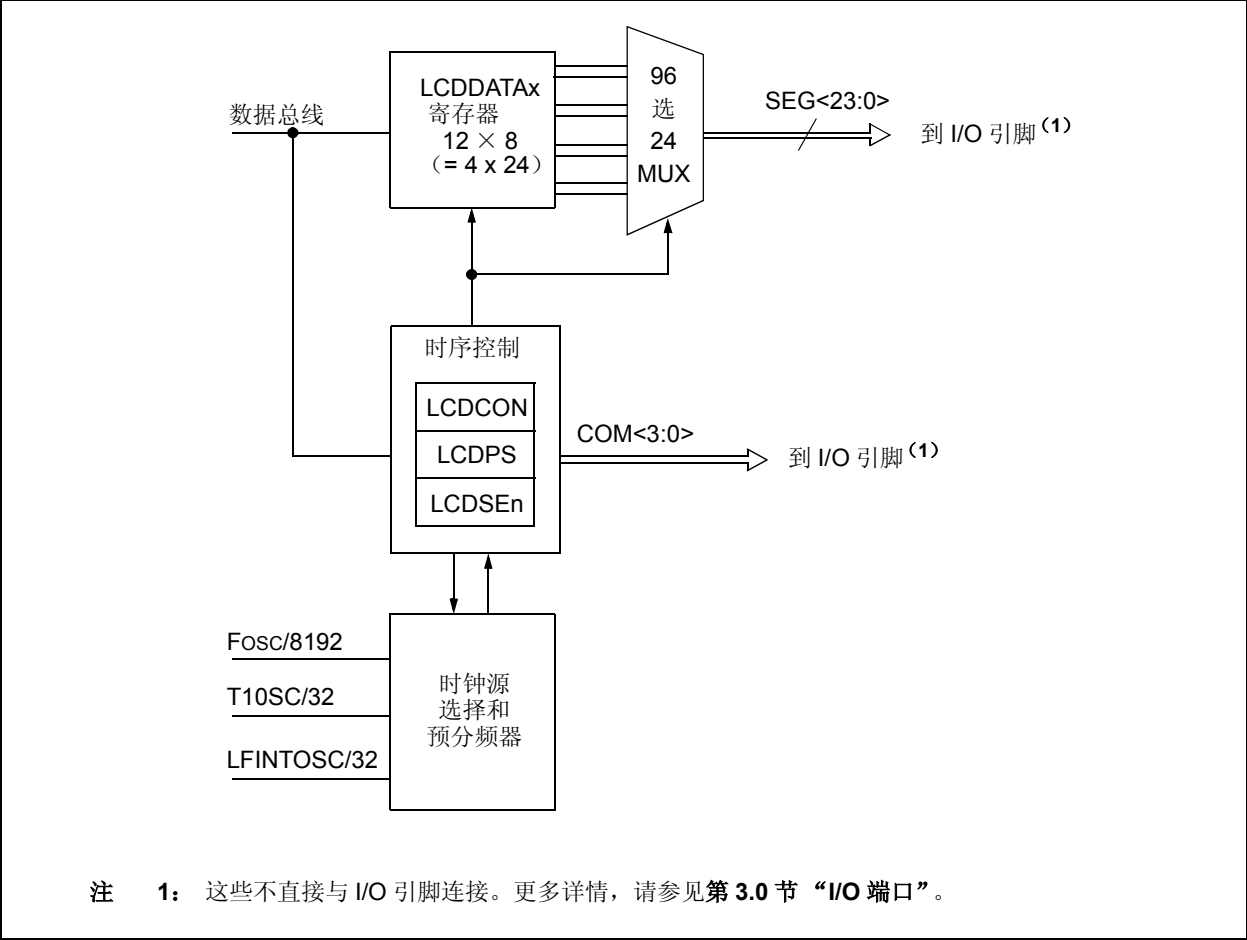 数据总线
LCDDATAx
寄存器
12 × 8
（= 4 x 24）
96
选
24
MUX
SEG<23:0>
到 I/O 引脚（1）
时序控制
LCDCON
LCDPS
LCDSEn
COM<3:0>
到 I/O 引脚（1）
FOSC/8192
T10SC/32
LFINTOSC/32
时钟源
选择和
预分频器
注 1： 这些不直接与 I/O 引脚连接。更多详情，请参见第 3.0 节 “I/O 端口”。